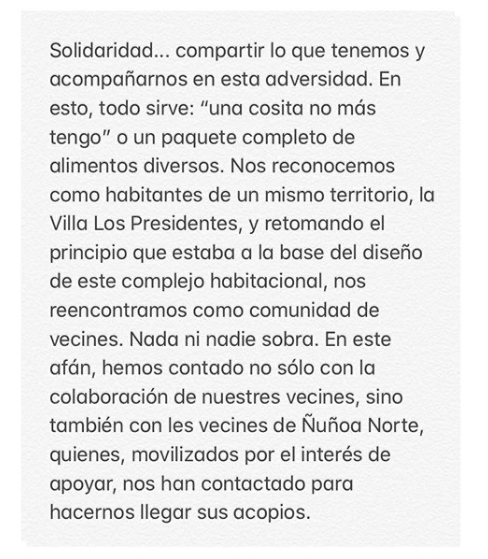 Solidaridad... compartir lo que tenemos y
acompañarnos en esta adversidad. En
esto, todo sirve: “una cosita no más
tengo” o un paquete completo de
alimentos diversos. Nos reconocemos
como habitantes de un mismo territorio, la
Villa Los Presidentes, y retomando el
principio que estaba a la base del diseño
de este complejo habitacional, nos
reencontramos como comunidad de
vecines. Nada ni nadie sobra. En este
afán, hemos contado no sólo con la
colaboración de nuestres vecines, sino
también con les vecines de Ñuñoa Norte,
quienes, movilizados por el interés de
apoyar, nos han contactado para
hacernos llegar sus acopios.